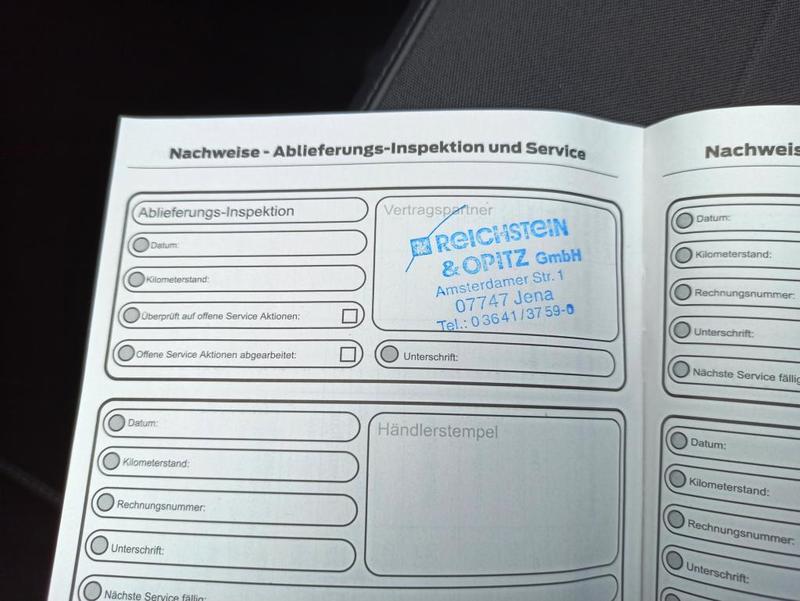 Nachweise - Ablieferungs-Inspektion und Service
Ablieferungs-Inspektion
Datum:
Kilometerstand:
Überprüft auf offene Service Aktionen:
Offene Service Aktionen abgearbeitet:
Vertragspartner
REICHSTEIN
& OPITZ GmbH
Amsterdamer Str. 1
07747 Jena
Tel.: 03641/3759-0
Unterschrift:
Datum:
Kilometerstand:
Rechnungsnummer:
Unterschrift:
Nächste Service fällig:
Händlerstempel
Datum:
Kilometerstand:
Rechnungsnummer:
Unterschrift:
Nächste Service
Datum:
Kilometerstand:
Rechnungsnummer:
Unterschrift: